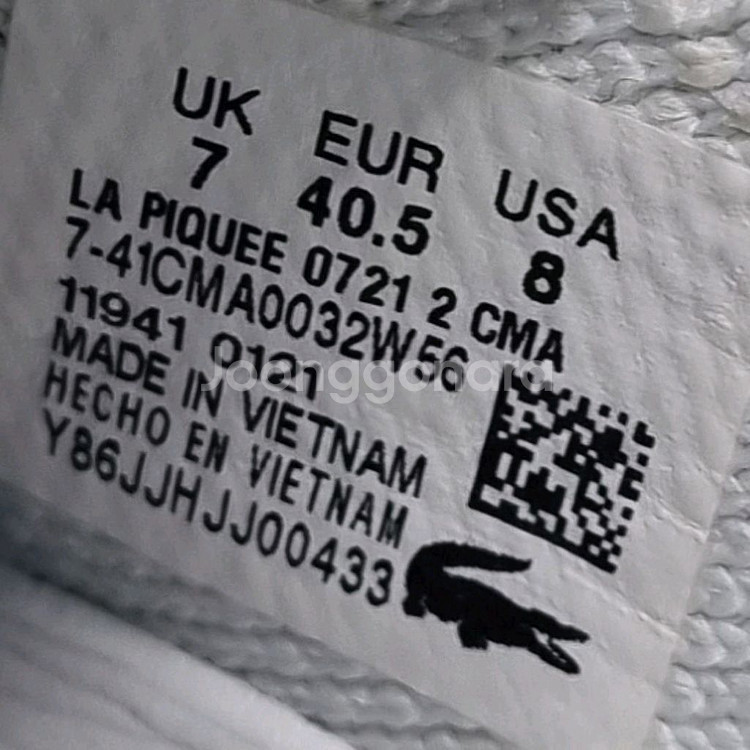 UK EUR USA
7 40.5 8
LA PIQUEE 0721 2 CMA
7-41CMA0032W56
11941 0121
MADE IN VIETNAM
HECHO EN VIETNAM
Y86JJHJJ00433
Joonggonara